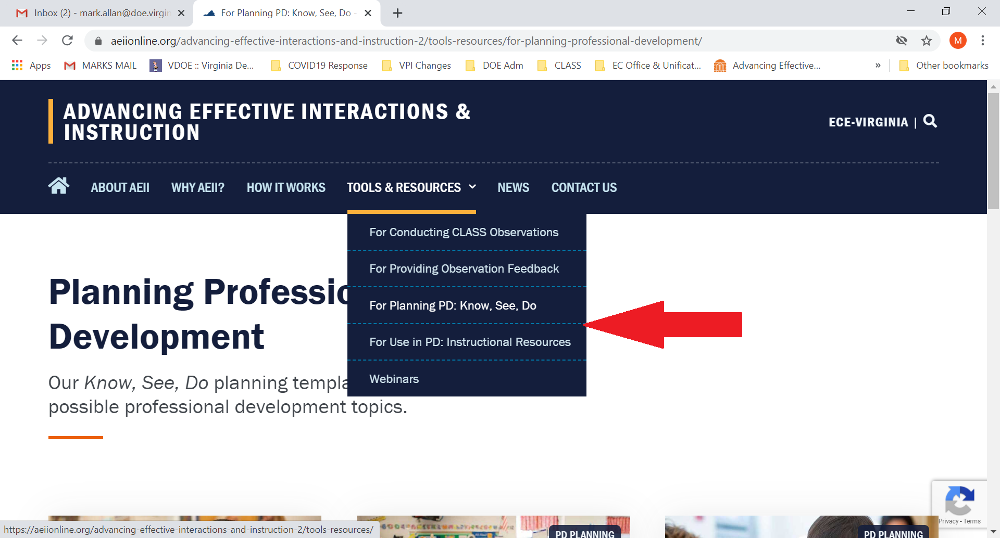 Inbox (2) - mark.allan@doe.virgin
For Planning PD: Know, See, Do -
aeiionline.org/advancing-effective-interactions-and-instruction-2/tools-resources/for-planning-professional-development/
M
Apps
MARKS MAIL
VDOE :: Virginia De...
COVID19 Response
VPI Changes
DOE Adm
CLASS
EC Office & Unificat...
Advancing Effective...
»
Other bookmarks
ADVANCING EFFECTIVE INTERACTIONS &
INSTRUCTION
ECE-VIRGINIA |
ABOUT AEII
WHY AEII?
HOW IT WORKS
TOOLS & RESOURCES
NEWS
CONTACT US
For Conducting CLASS Observations
For Providing Observation Feedback
For Planning PD: Know, See, Do
For Use in PD: Instructional Resources
Webinars
Planning Professio
Development
Our Know, See, Do planning templa
possible professional development topics.
Privacy - Terms
PD PLANNING
PD PLANNING
https://aeiionline.org/advancing-effective-interactions-and-instruction-2/tools-resources/